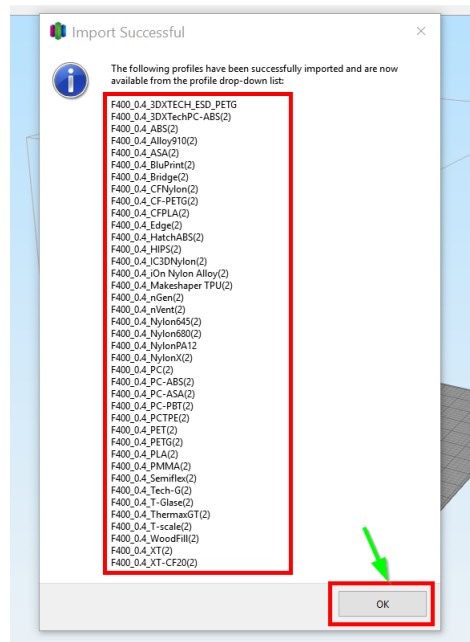 Import Successful
The following profiles have been successfully imported and are now
available from the profile drop-down list:
F400_0.4_3DXTECH_ESD_PETG
F400_0.4_3DXTechPC-ABS(2)
F400_0.4_ABS(2)
F400_0.4_Alloy910(2)
F400_0.4_ASA(2)
F400_0.4_BluPrint(2)
F400_0.4_Bridge(2)
F400_0.4_CFNylon(2)
F400_0.4_CF-PETG(2)
F400_0.4_CFPLA(2)
F400_0.4_Edge(2)
F400_0.4_HatchABS(2)
F400_0.4_HIPS(2)
F400_0.4_IC3DNylon(2)
F400_0.4_iOn Nylon Alloy(2)
F400_0.4_Makeshaper TPU(2)
F400_0.4_nGen(2)
F400_0.4_nVent(2)
F400_0.4_Nylon645(2)
F400_0.4_Nylon680(2)
F400_0.4_NylonPA12
F400_0.4_NylonX(2)
F400_0.4_PC(2)
F400_0.4_PC-ABS(2)
F400_0.4_PC-ASA(2)
F400_0.4_PC-PBT(2)
F400_0.4_PCTPE(2)
F400_0.4_PET(2)
F400_0.4_PETG(2)
F400_0.4_PLA(2)
F400_0.4_PMMA(2)
F400_0.4_Semiflex(2)
F400_0.4_Tech-G(2)
F400_0.4_T-Glase(2)
F400_0.4_ThermaxGT(2)
F400_0.4_T-scale(2)
F400_0.4_WoodFill(2)
F400_0.4_XT(2)
F400_0.4_XT-CF20(2)
OK